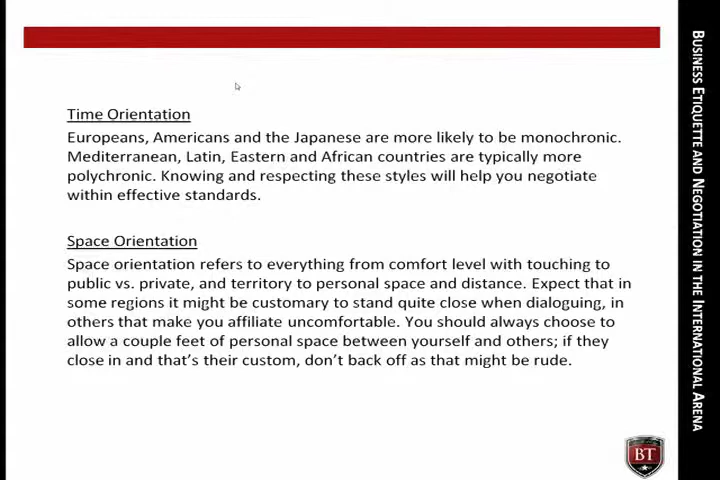 Time Orientation
Europeans, Americans and the Japanese are more likely to be monochronic.
Mediterranean, Latin, Eastern and African countries are typically more
polychronic. Knowing and respecting these styles will help you negotiate
within effective standards.
Space Orientation
Space orientation refers to everything from comfort level with touching to
public vs. private, and territory to personal space and distance. Expect that in
some regions it might be customary to stand quite close when dialoguing, in
others that make you affiliate uncomfortable. You should always choose to
allow a couple feet of personal space between yourself and others; if they
close in and that's their custom, don't back off as that might be rude.
BUSINESS ETIQUETTE AND NEGOTIATION IN THE INTERNATIONAL ARENA
BT